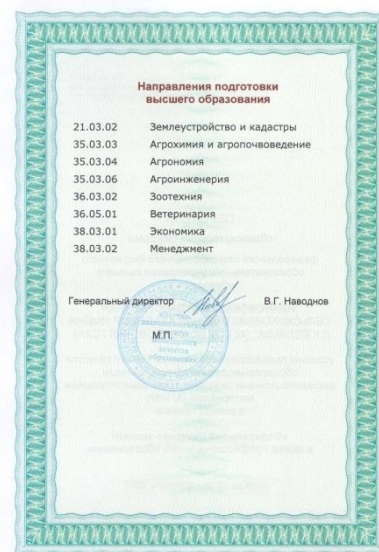 Направления подготовки
высшего образования
21.03.02 Землеустройство и кадастры
35.03.03 Агрохимия и агропочвоведение
35.03.04 Агрономия
35.03.06 Агроинженерия
36.03.02 Зоотехния
36.05.01 Ветеринария
38.03.01 Экономика
38.03.02 Менеджмент
Генеральный директор В.Г. Наводнов
М.П.